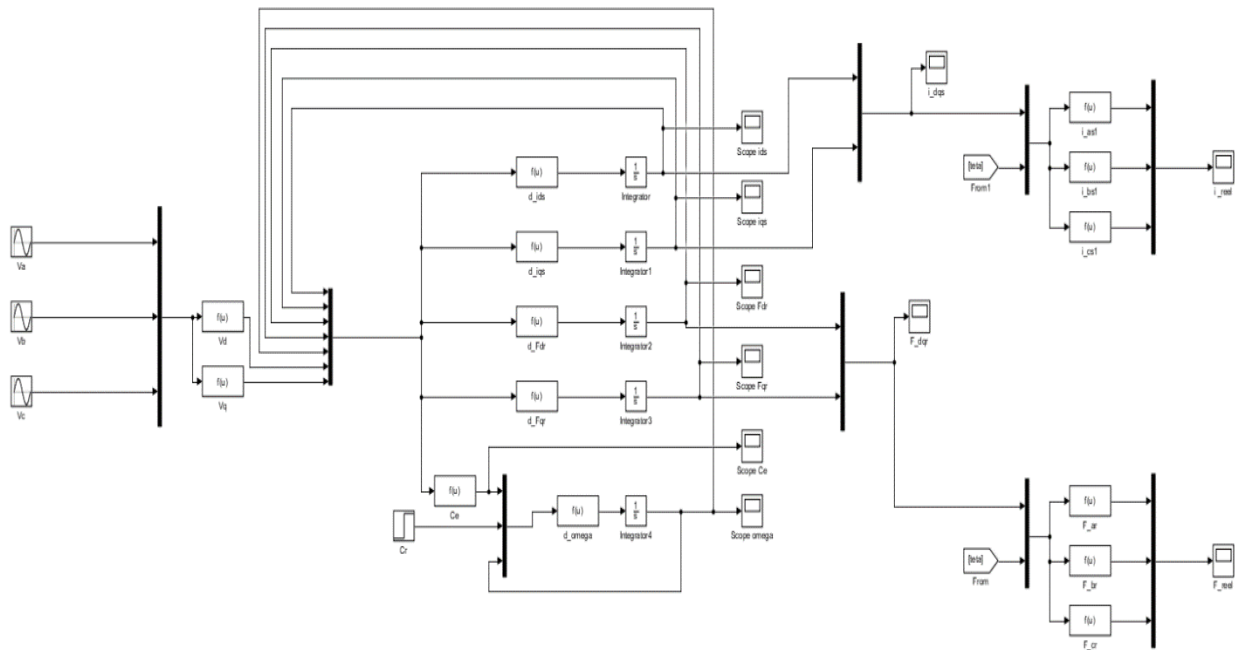 Va
Vb
Vc
f(u)
Vd
f(u)
Vq
f(u)
d_ids
1
s
Integrator
f(u)
d_iqs
1
s
Integrator1
f(u)
d_Fdr
1
s
Integrator2
f(u)
d_Fqr
1
s
Integrator3
f(u)
Ce
Cr
f(u)
d_omega
1
s
Integrator4
Scope ids
Scope iqs
Scope Fdr
Scope Fqr
Scope Ce
Scope omega
i_dqs
F_dqr
[teta]
From1
f(u)
i_as1
f(u)
i_bs1
f(u)
i_cs1
i_reel
[teta]
From
f(u)
F_ar
f(u)
F_br
f(u)
F_cr
F_reel